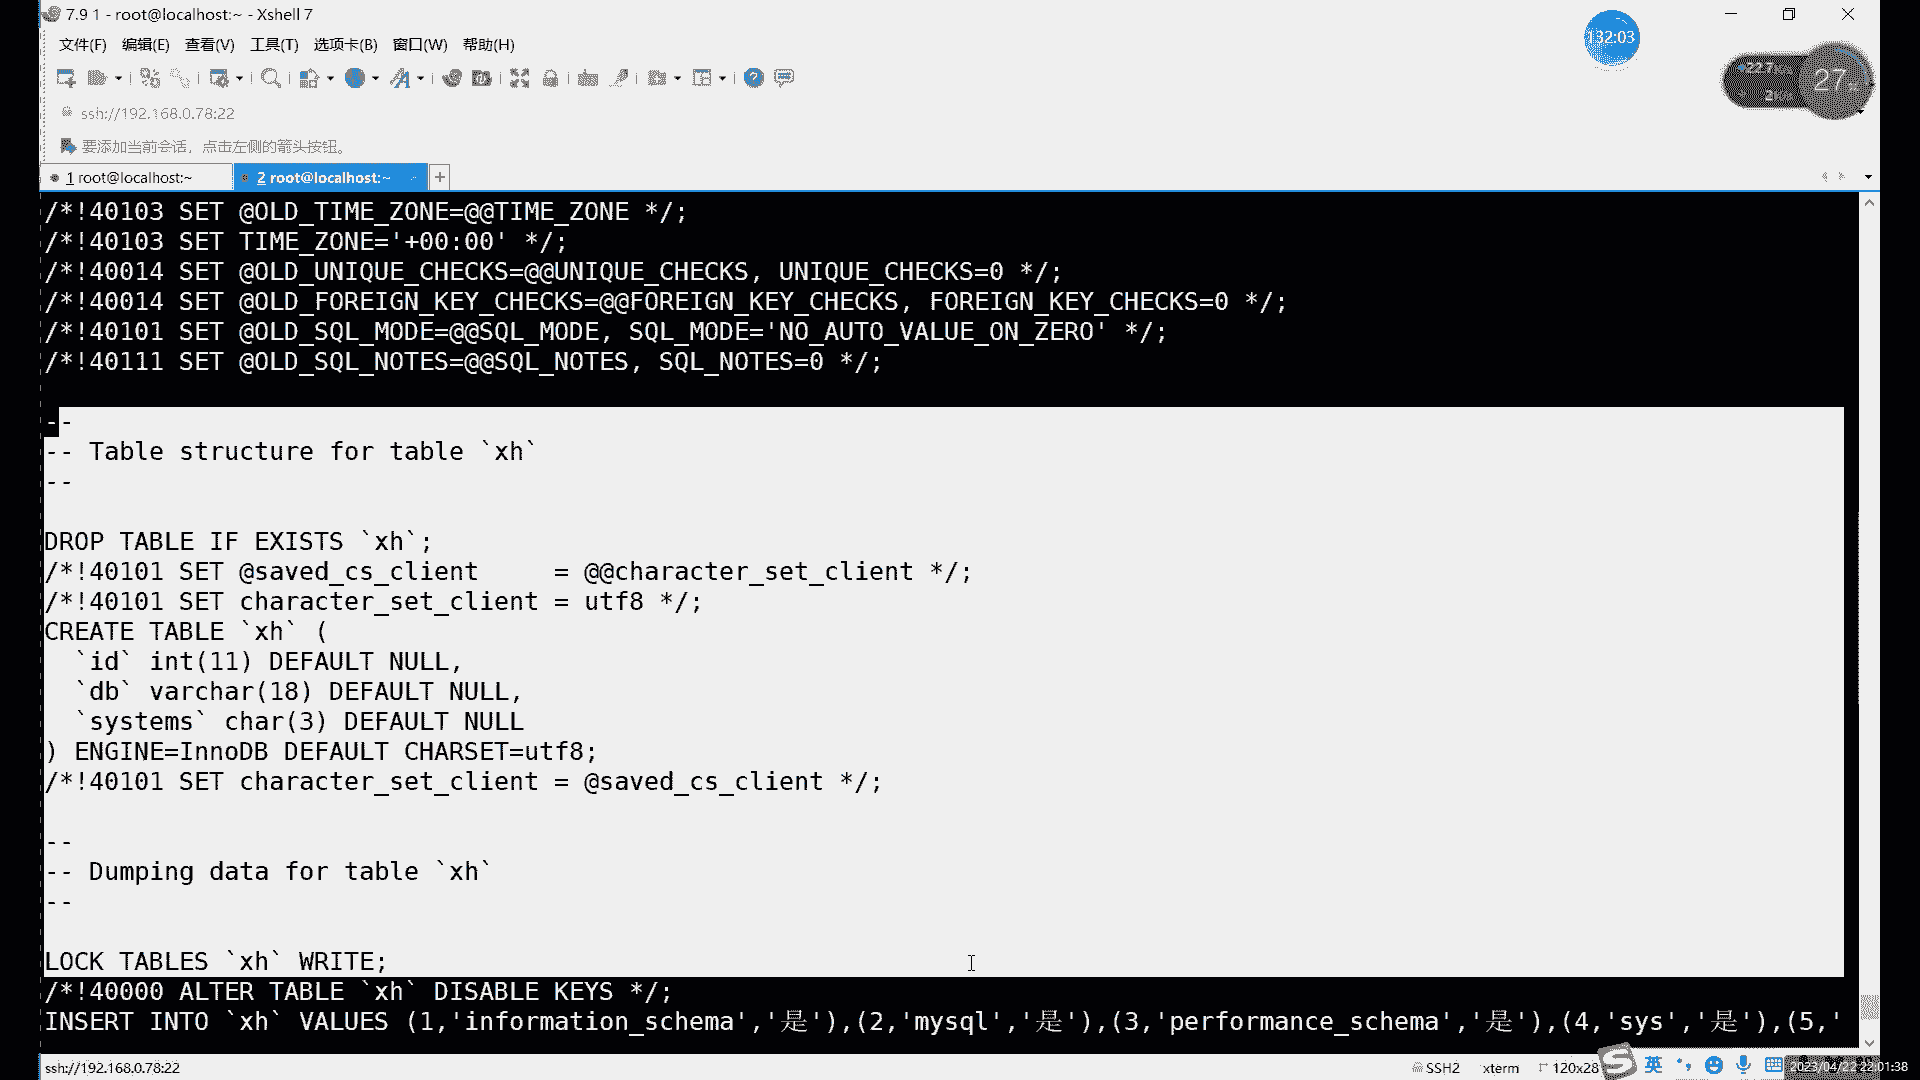 7.9 1 - root@localhost:~ - Xshell 7
132:03
文件(F) 编辑(E) 查看(V) 工具(T) 选项卡(B) 窗口(W) 帮助(H)
27
ssh://192.168.0.78:22
要添加当前会话，点击左侧的箭头按钮。
1 root@localhost:~ 2 root@localhost:~
/*!40103 SET @OLD_TIME_ZONE=@@TIME_ZONE */;
/*!40103 SET TIME_ZONE='+00:00' */;
/*!40014 SET @OLD_UNIQUE_CHECKS=@@UNIQUE_CHECKS, UNIQUE_CHECKS=0 */;
/*!40014 SET @OLD_FOREIGN_KEY_CHECKS=@@FOREIGN_KEY_CHECKS, FOREIGN_KEY_CHECKS=0 */;
/*!40101 SET @OLD_SQL_MODE=@@SQL_MODE, SQL_MODE='NO_AUTO_VALUE_ON_ZERO' */;
/*!40111 SET @OLD_SQL_NOTES=@@SQL_NOTES, SQL_NOTES=0 */;
--
-- Table structure for table `xh`
--
DROP TABLE IF EXISTS `xh`;
/*!40101 SET @saved_cs_client     = @@character_set_client */;
/*!40101 SET character_set_client = utf8 */;
CREATE TABLE `xh` (
  `id` int(11) DEFAULT NULL,
  `db` varchar(18) DEFAULT NULL,
  `systems` char(3) DEFAULT NULL
) ENGINE=InnoDB DEFAULT CHARSET=utf8;
/*!40101 SET character_set_client = @saved_cs_client */;
--
-- Dumping data for table `xh`
--
LOCK TABLES `xh` WRITE;
/*!40000 ALTER TABLE `xh` DISABLE KEYS */;
INSERT INTO `xh` VALUES (1,'information_schema','是'),(2,'mysql','是'),(3,'performance_schema','是'),(4,'sys','是'),(5,'
ssh://192.168.0.78:22 SSH2 xterm 120x28 英 2023/04/22 22:01:38